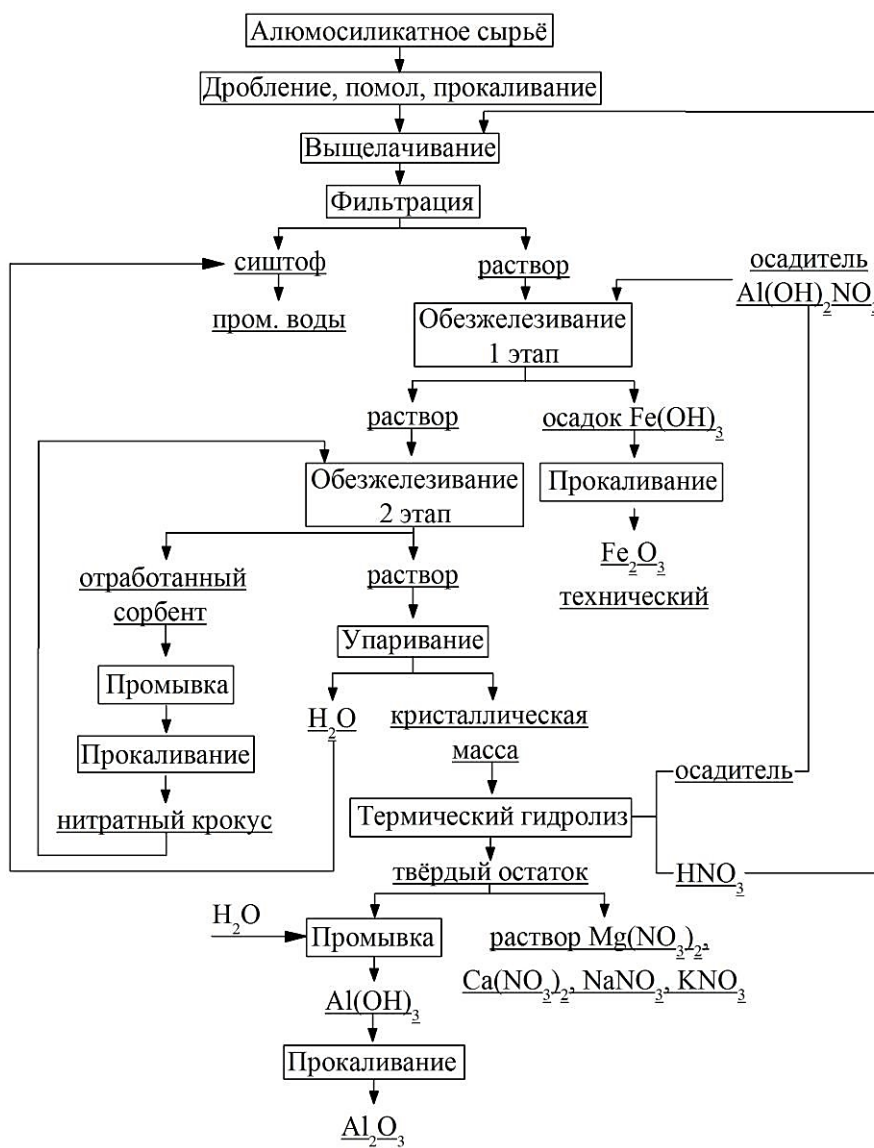 Алюмосиликатное сырьё
Дробление, помол, прокаливание
Выщелачивание
Фильтрация
сиштоф
раствор
осадитель
Al(OH)₂NO₃
пром. воды
Обезжелезивание
1 этап
раствор
осадок Fe(OH)₃
Обезжелезивание
2 этап
Прокаливание
отработанный
сорбент
раствор
Fe₂O₃
технический
Упаривание
Промывка
H₂O
кристаллическая
масса
Прокаливание
осадитель
нитратный крокус
Термический гидролиз
твёрдый остаток
HNO₃
H₂O
Промывка
раствор Mg(NO₃)₂,
Ca(NO₃)₂, NaNO₃, KNO₃
Al(OH)₃
Прокаливание
Al₂O₃